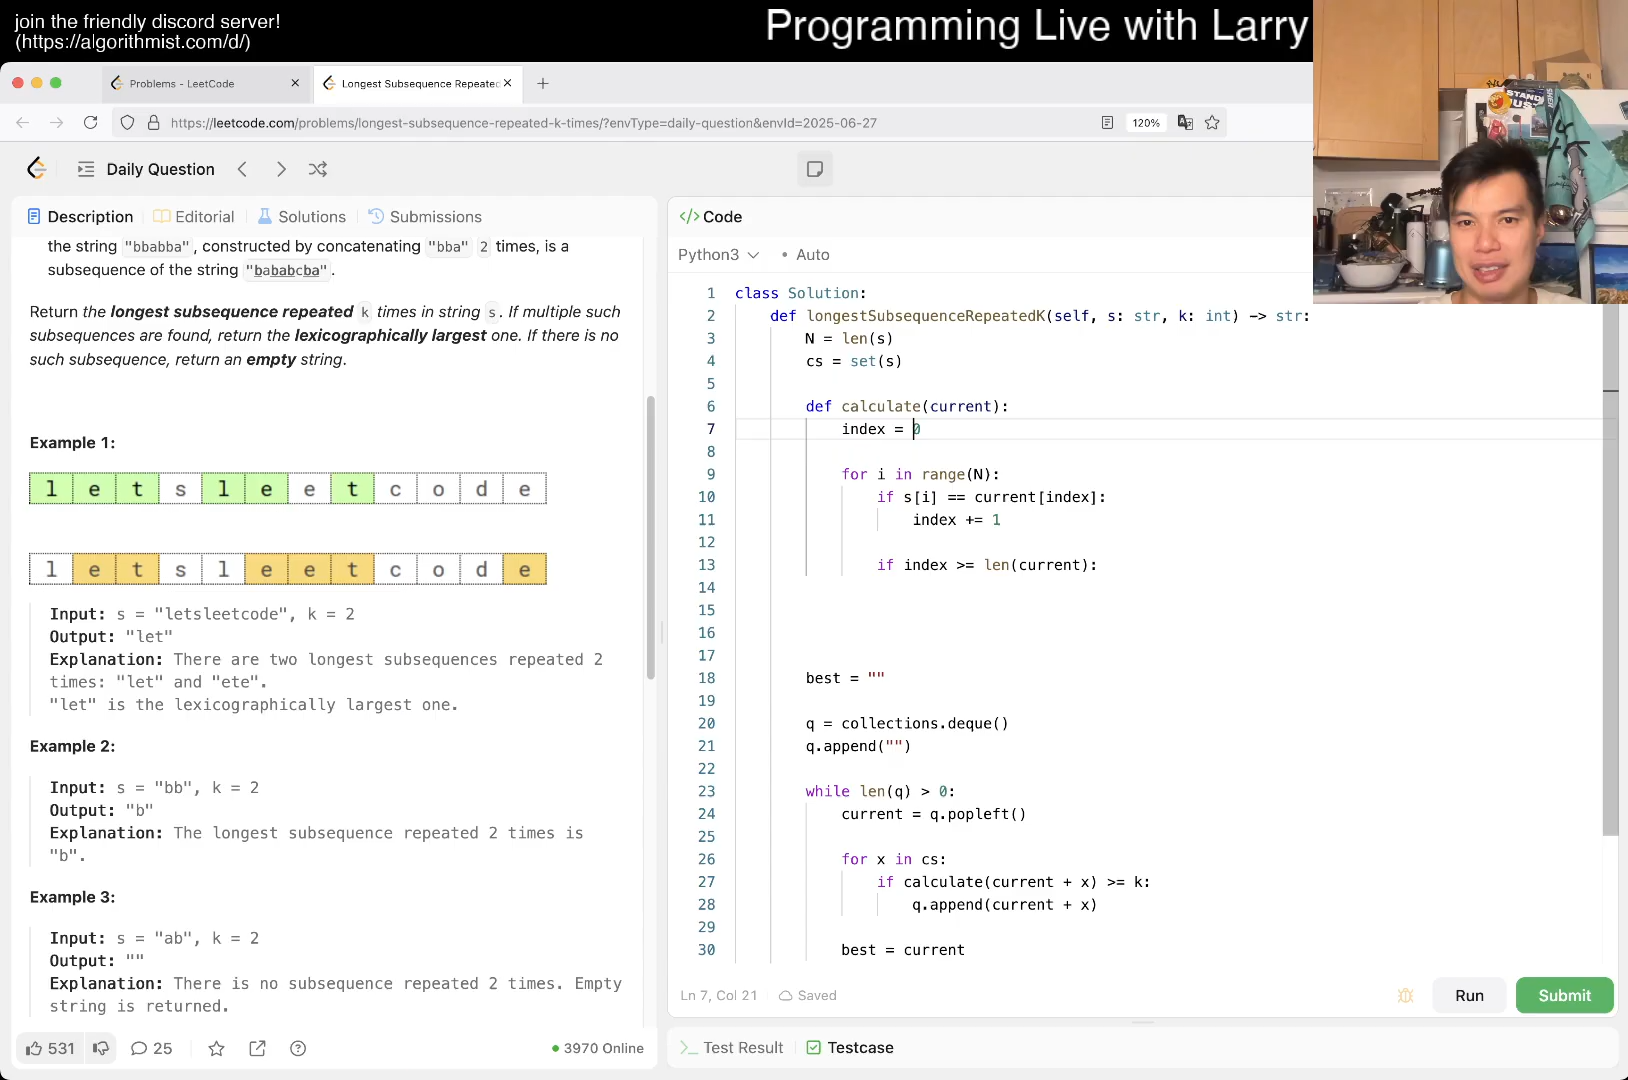 join the friendly discord server!
(https://algorithmist.com/d/)
Programming Live with Larry
Problems - LeetCode
Longest Subsequence Repeated
https://leetcode.com/problems/longest-subsequence-repeated-k-times/?envType=daily-question&envId=2025-06-27
120%
Daily Question
Description
Editorial
Solutions
Submissions
the string "bbabba", constructed by concatenating "bba" 2 times, is a
subsequence of the string "bababcba".
Return the longest subsequence repeated k times in string s. If multiple such
subsequences are found, return the lexicographically largest one. If there is no
such subsequence, return an empty string.
Example 1:
l e t s l e e t c o d e
l e t s l e e t c o d e
Input: s = "letsleetcode", k = 2
Output: "let"
Explanation: There are two longest subsequences repeated 2
times: "let" and "ete".
"let" is the lexicographically largest one.
Example 2:
Input: s = "bb", k = 2
Output: "b"
Explanation: The longest subsequence repeated 2 times is
"b".
Example 3:
Input: s = "ab", k = 2
Output: ""
Explanation: There is no subsequence repeated 2 times. Empty
string is returned.
531
25
3970 Online
</> Code
Python3
• Auto
1 class Solution:
2 def longestSubsequenceRepeatedK(self, s: str, k: int) -> str:
3 N = len(s)
4 cs = set(s)
5
6 def calculate(current):
7 index = 0
8
9 for i in range(N):
10 if s[i] == current[index]:
11 index += 1
12
13 if index >= len(current):
14
15
16
17
18 best = ""
19
20 q = collections.deque()
21 q.append("")
22
23 while len(q) > 0:
24 current = q.popleft()
25
26 for x in cs:
27 if calculate(current + x) >= k:
28 q.append(current + x)
29
30 best = current
Ln 7, Col 21
Saved
Run
Submit
Test Result
Testcase
STAND